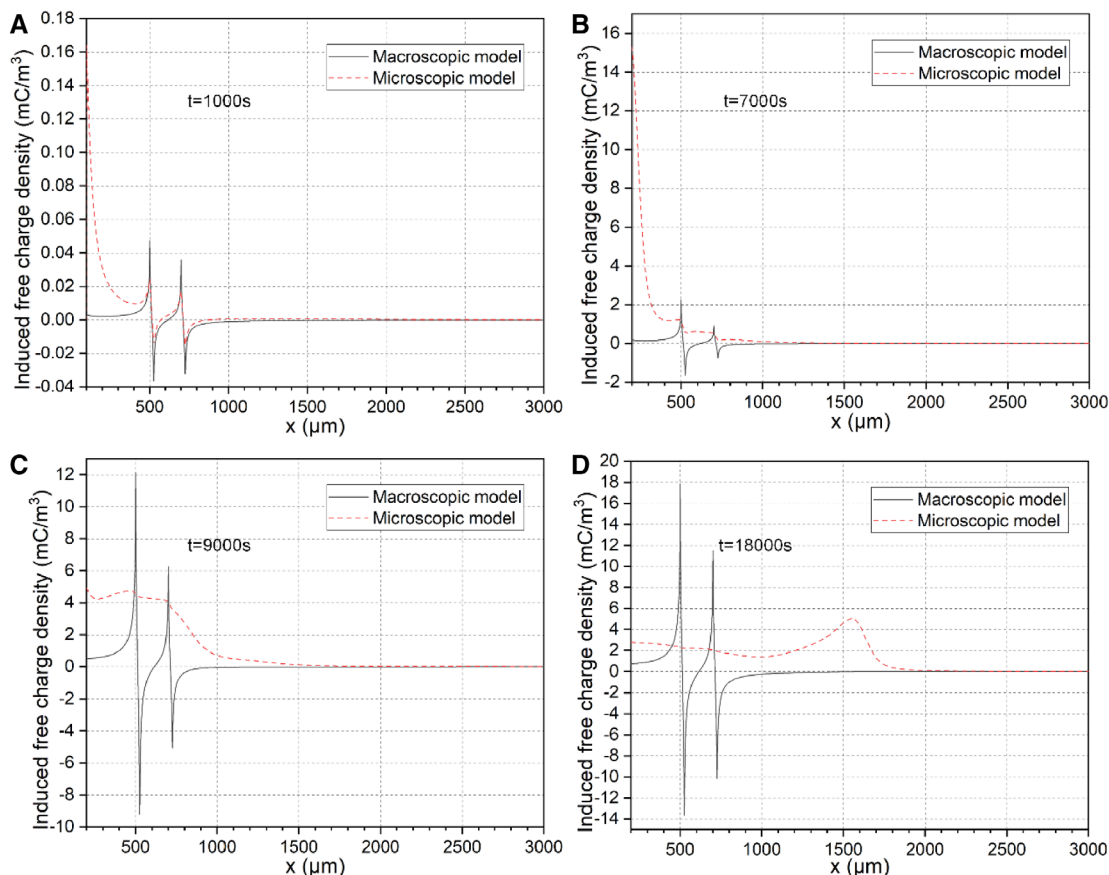 A
Induced free charge density (mC/m³)
0.18
0.16
0.14
0.12
0.10
0.08
0.06
0.04
0.02
0.00
-0.02
-0.04
Macroscopic model
Microscopic model
t=1000s
500 1000 1500 2000 2500 3000
x (μm)
B
Induced free charge density (mC/m³)
16
14
12
10
8
6
4
2
0
-2
Macroscopic model
Microscopic model
t=7000s
500 1000 1500 2000 2500 3000
x (μm)
C
Induced free charge density (mC/m³)
12
10
8
6
4
2
0
-2
-4
-6
-8
-10
Macroscopic model
Microscopic model
t=9000s
500 1000 1500 2000 2500 3000
x (μm)
D
Induced free charge density (mC/m³)
20
18
16
14
12
10
8
6
4
2
0
-2
-4
-6
-8
-10
-12
-14
Macroscopic model
Microscopic model
t=18000s
500 1000 1500 2000 2500 3000
x (μm)